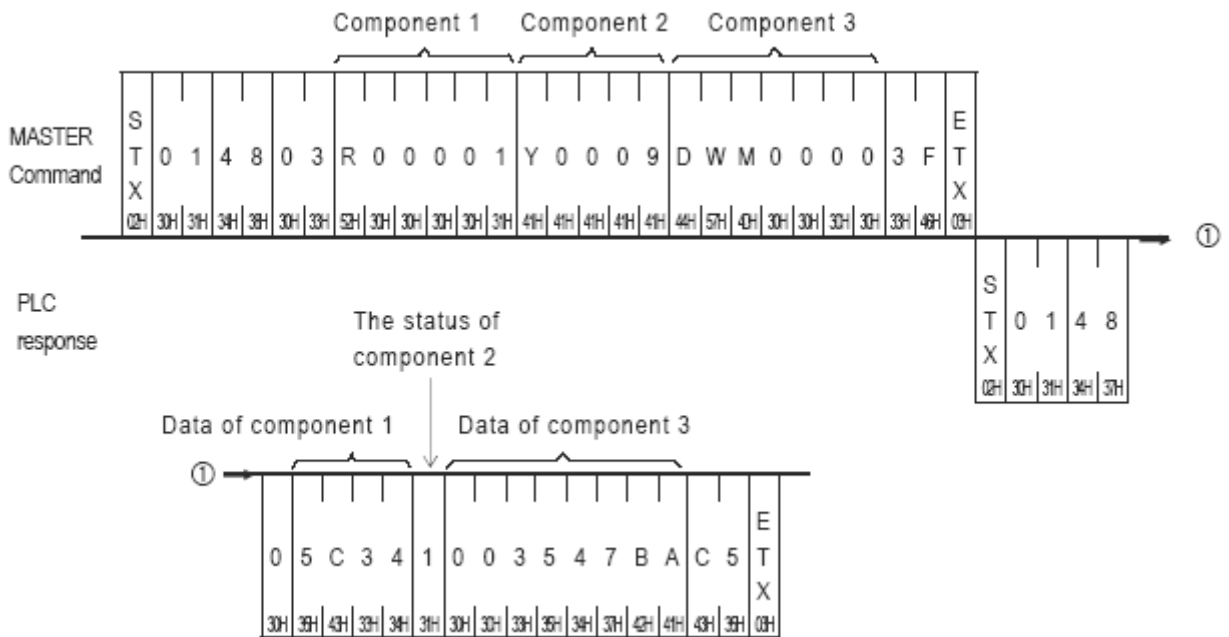 Component 1 Component 2 Component 3
MASTER
Command
STX 0 1 4 8 0 3 R 0 0 0 0 1 Y 0 0 0 9 D W M 0 0 0 0 3 F ETX
02H 30H 31H 34H 38H 30H 33H 52H 30H 30H 30H 30H 31H 41H 41H 41H 41H 41H 44H 57H 4DH 30H 30H 30H 30H 33H 46H 03H
①
PLC
response
STX 0 1 4 8
02H 30H 31H 34H 37H
The status of
component 2
Data of component 1 Data of component 3
①
0 5 C 3 4 1 0 0 3 5 4 7 B A C 5 ETX
30H 35H 43H 33H 34H 31H 30H 30H 33H 35H 34H 37H 42H 41H 43H 35H 03H